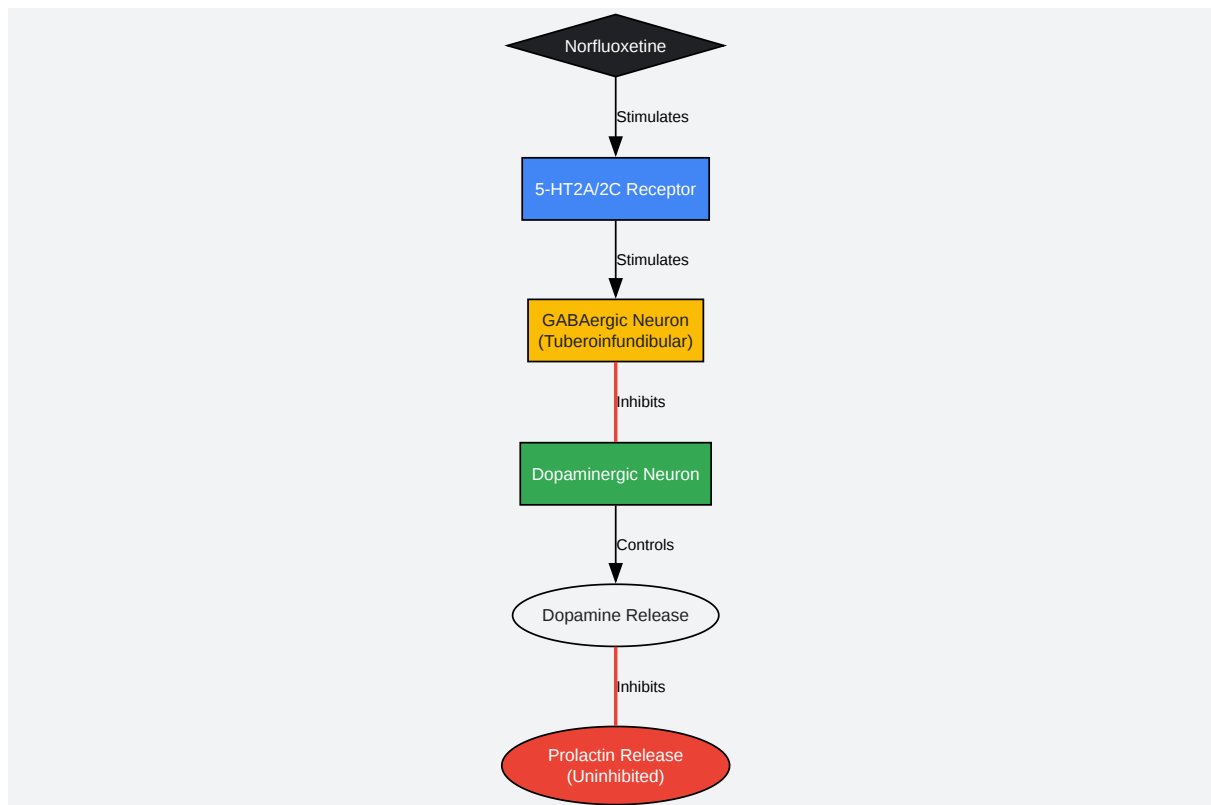 Norfluoxetine
Stimulates
5-HT2A/2C Receptor
Stimulates
GABAergic Neuron
(Tuberoinfundibular)
Inhibits
Dopaminergic Neuron
Controls
Dopamine Release
Inhibits
Prolactin Release
(Uninhibited)